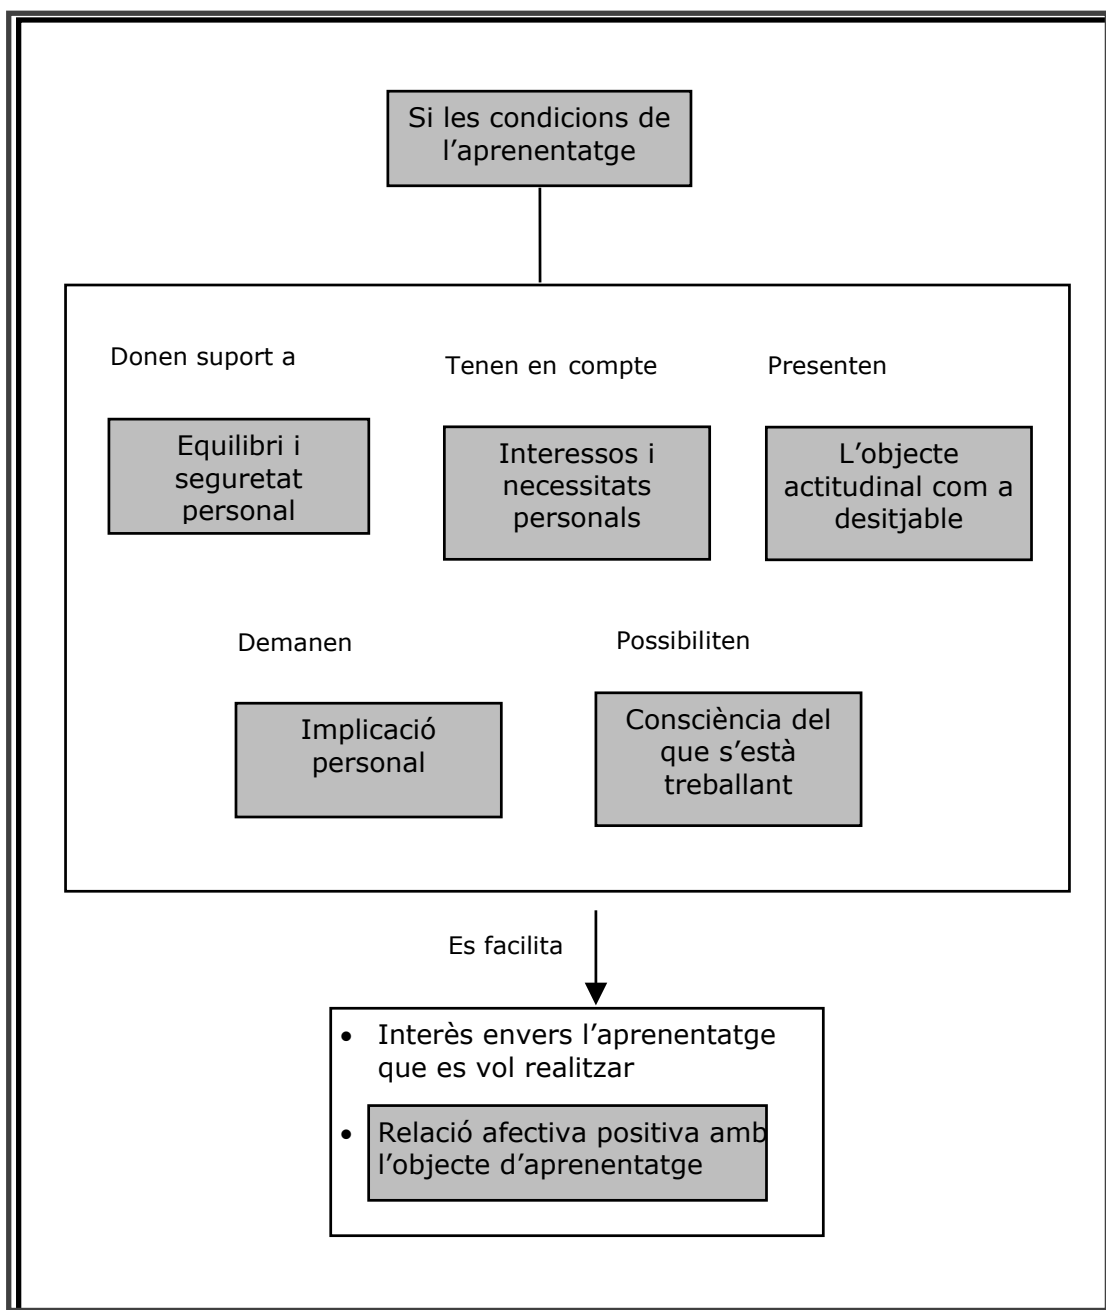 Si les condicions de
l’aprenentatge
Donen suport a
Equilibri i
seguretat
personal
Tenen en compte
Interessos i
necessitats
personals
Presenten
L’objecte
actitudinal com a
desitjable
Demanen
Implicació
personal
Possibiliten
Consciència del
que s’està
treballant
Es facilita
• Interès envers l’aprenentatge
que es vol realitzar
• Relació afectiva positiva amb
l’objecte d’aprenentatge